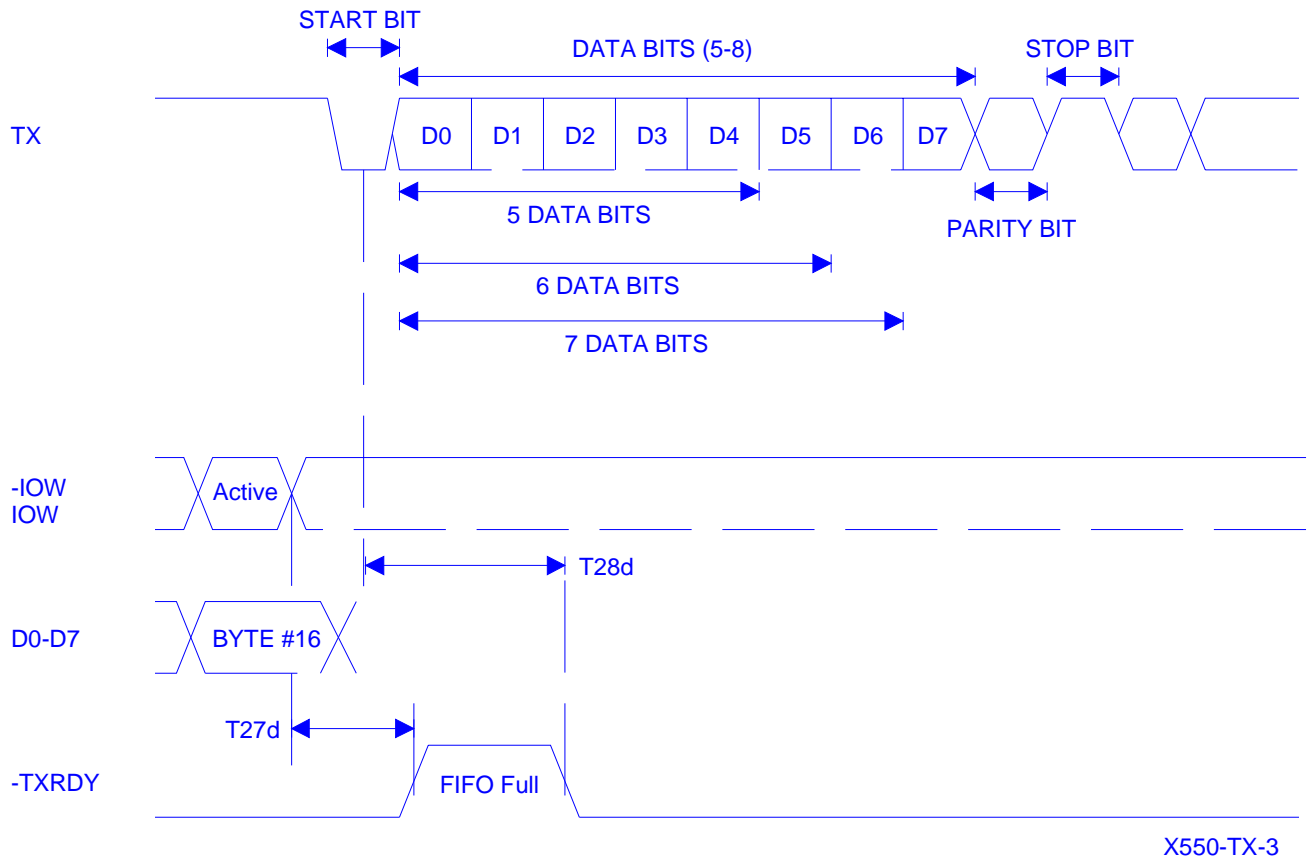 START BIT
DATA BITS (5-8)
STOP BIT
TX
D0 D1 D2 D3 D4 D5 D6 D7
5 DATA BITS
PARITY BIT
6 DATA BITS
7 DATA BITS
-IOW
IOW
Active
T28d
D0-D7
BYTE #16
T27d
-TXRDY
FIFO Full
X550-TX-3